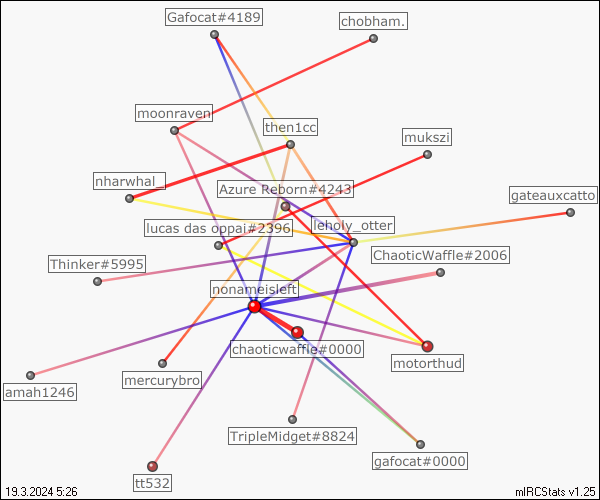 Gafocat#4189
chobham.
moonraven
then1cc
mukszi
nharwhal_
Azure Reborn#4243
gateauxcatto
lucas das oppai#2396
leholy_otter
Thinker#5995
ChaoticWaffle#2006
nonameisleft
chaoticwaffle#0000
motorthud
mercurybro
amah1246
TripleMidget#8824
gafocat#0000
tt532
19.3.2024 5:26
mIRCStats v1.25